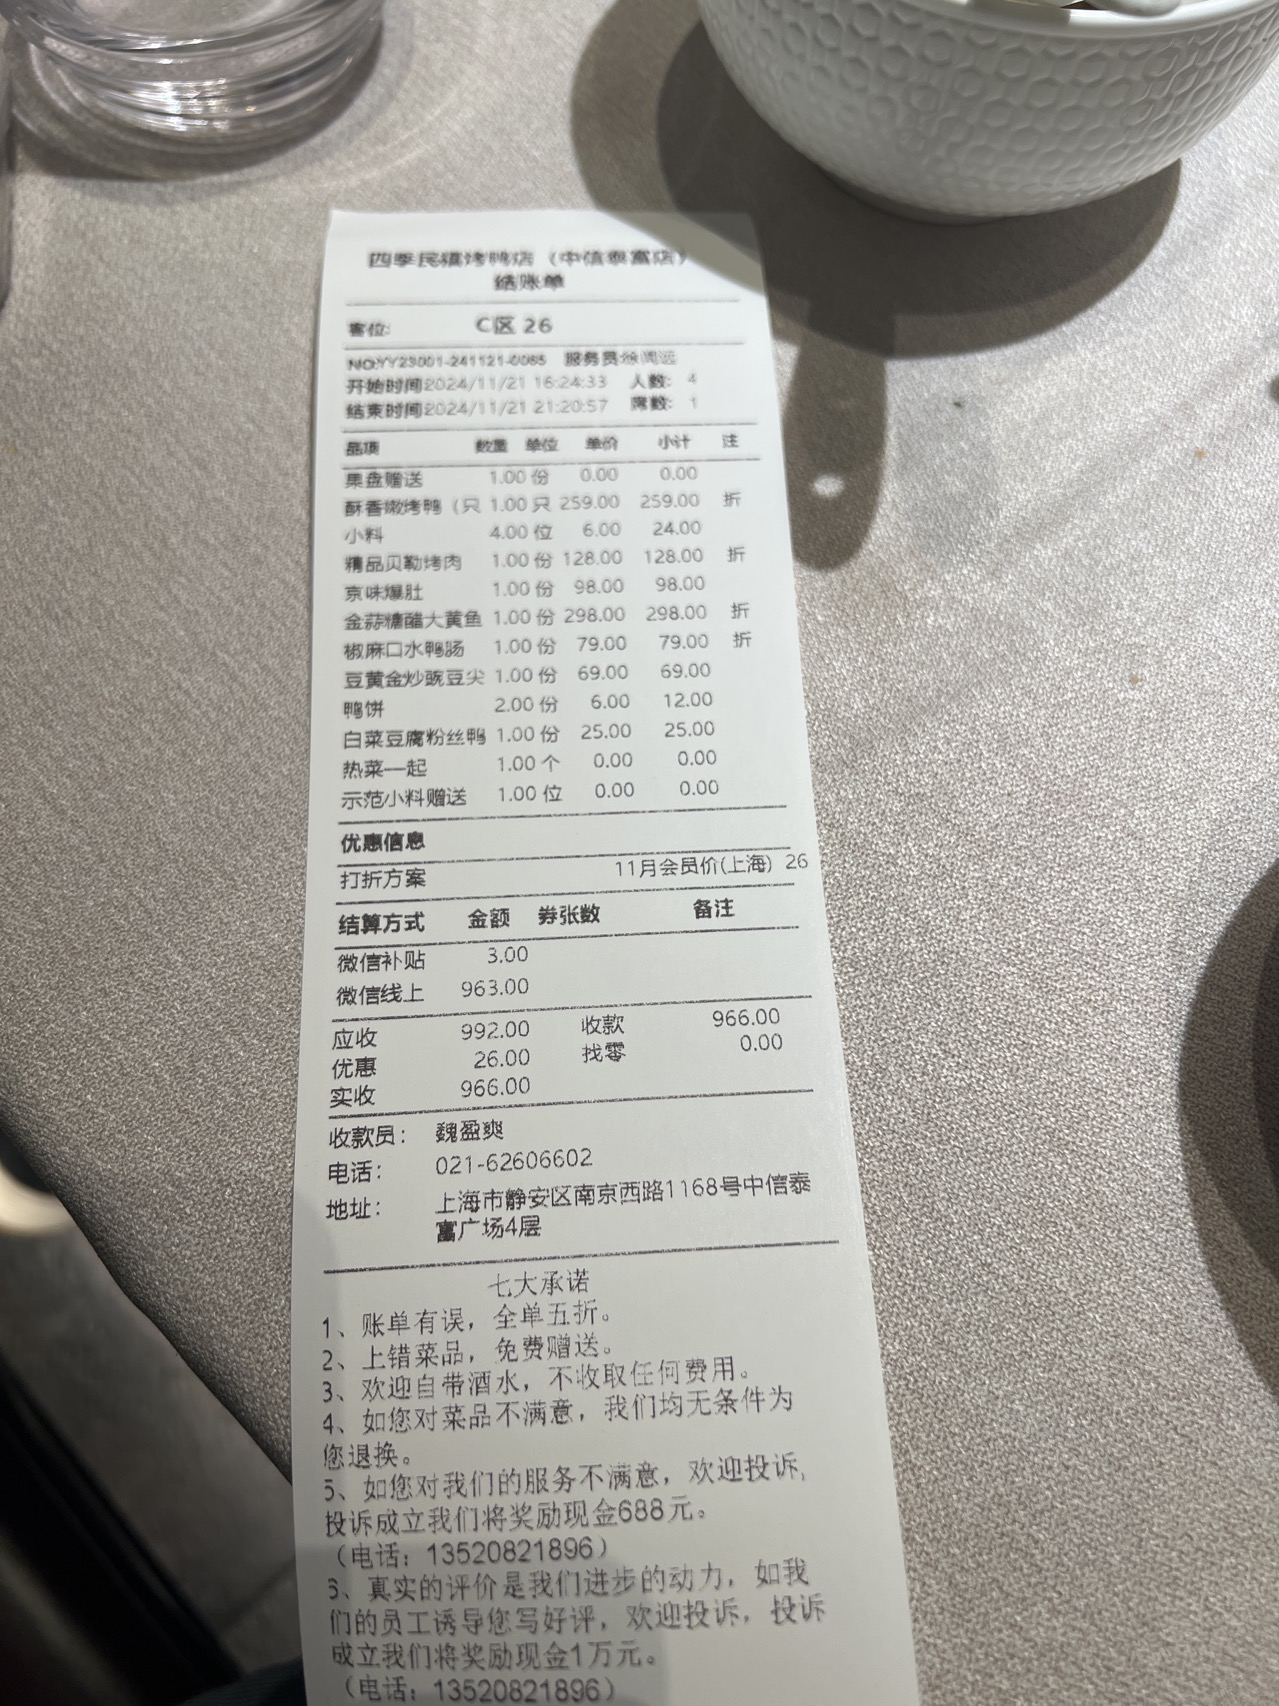 四季民福烤鸭店（中信泰富店）
结账单
客位: C区 26
NO:YY23001-241121-0065 服务员:徐闻远
开始时间2024/11/21 16:24:33 人数: 4
结束时间2024/11/21 21:20:57 席数: 1
品项 数量 单位 单价 小计 注
果盘赠送 1.00 份 0.00 0.00
酥香嫩烤鸭（只 1.00 只 259.00 259.00 折
小料 4.00 位 6.00 24.00
精品贝勒烤肉 1.00 份 128.00 128.00 折
京味爆肚 1.00 份 98.00 98.00
金蒜糖醋大黄鱼 1.00 份 298.00 298.00 折
椒麻口水鸭肠 1.00 份 79.00 79.00 折
豆黄金炒豌豆尖 1.00 份 69.00 69.00
鸭饼 2.00 份 6.00 12.00
白菜豆腐粉丝鸭 1.00 份 25.00 25.00
热菜—起 1.00 个 0.00 0.00
示范小料赠送 1.00 位 0.00 0.00
优惠信息
打折方案 11月会员价(上海) 26
结算方式 金额 券张数 备注
微信补贴 3.00
微信线上 963.00
应收 992.00 收款 966.00
优惠 26.00 找零 0.00
实收 966.00
收款员： 魏盈爽
电话： 021-62606602
地址： 上海市静安区南京西路1168号中信泰
富广场4层
七大承诺
1、账单有误，全单五折。
2、上错菜品，免费赠送。
3、欢迎自带酒水，不收取任何费用。
4、如您对菜品不满意，我们均无条件为
您退换。
5、如您对我们的服务不满意，欢迎投诉,
投诉成立我们将奖励现金688元。
（电话：13520821896）
6、真实的评价是我们进步的动力，如我
们的员工诱导您写好评，欢迎投诉，投诉
成立我们将奖励现金1万元。
（电话：13520821896）